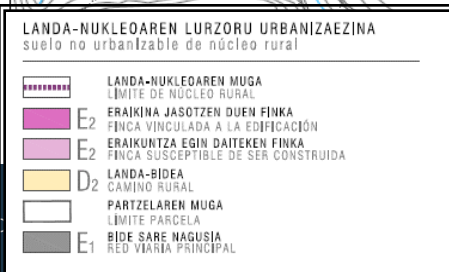 LANDA-NUKLEOAREN LURZORU URBANIZAEZINA
suelo no urbanizable de núcleo rural
LANDA-NUKLEOAREN MUGA
LÍMITE DE NÚCLEO RURAL
E2 ERAIKINA JASOTZEN DUEN FINKA
FINCA VINCULADA A LA EDIFICACIÓN
E2 ERAIKUNTZA EGIN DAITEKEN FINKA
FINCA SUSCEPTIBLE DE SER CONSTRUIDA
D2 LANDA-BIDEA
CAMINO RURAL
PARTZELAREN MUGA
LÍMITE PARCELA
E1 BIDE SARE NAGUSIA
RED VIARIA PRINCIPAL